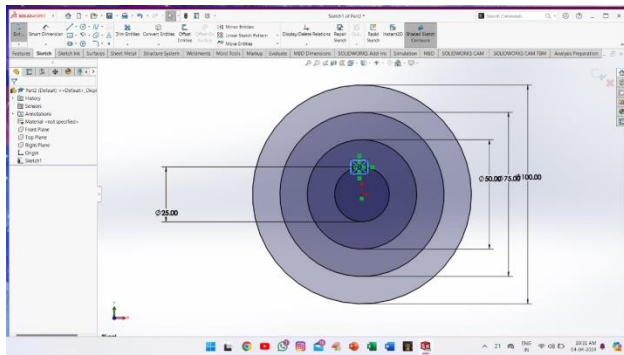 SOLIDWORKS
Sketch1 of Part2 *
Search Commands
Exit... Smart Dimension Trim Entities Convert Entities Offset Entities Mirror Entities Linear Sketch Pattern Move Entities Display/Delete Relations Repair Sketch Rapid Sketch Instant2D Shaded Sketch Contours
Features Sketch Sketch Ink Surfaces Sheet Metal Structure System Weldments Mold Tools Markup Evaluate MBD Dimensions SOLIDWORKS Add-Ins Simulation MBD SOLIDWORKS CAM SOLIDWORKS CAM TBM Analysis Preparation
Part2 (Default) <<Default>_Displ
History
Sensors
Annotations
Material <not specified>
Front Plane
Top Plane
Right Plane
Origin
Sketch1
Ø25.00
Ø50.00
Ø75.00
Ø100.00
ENG
IN
10:31 AM
04-04-2024